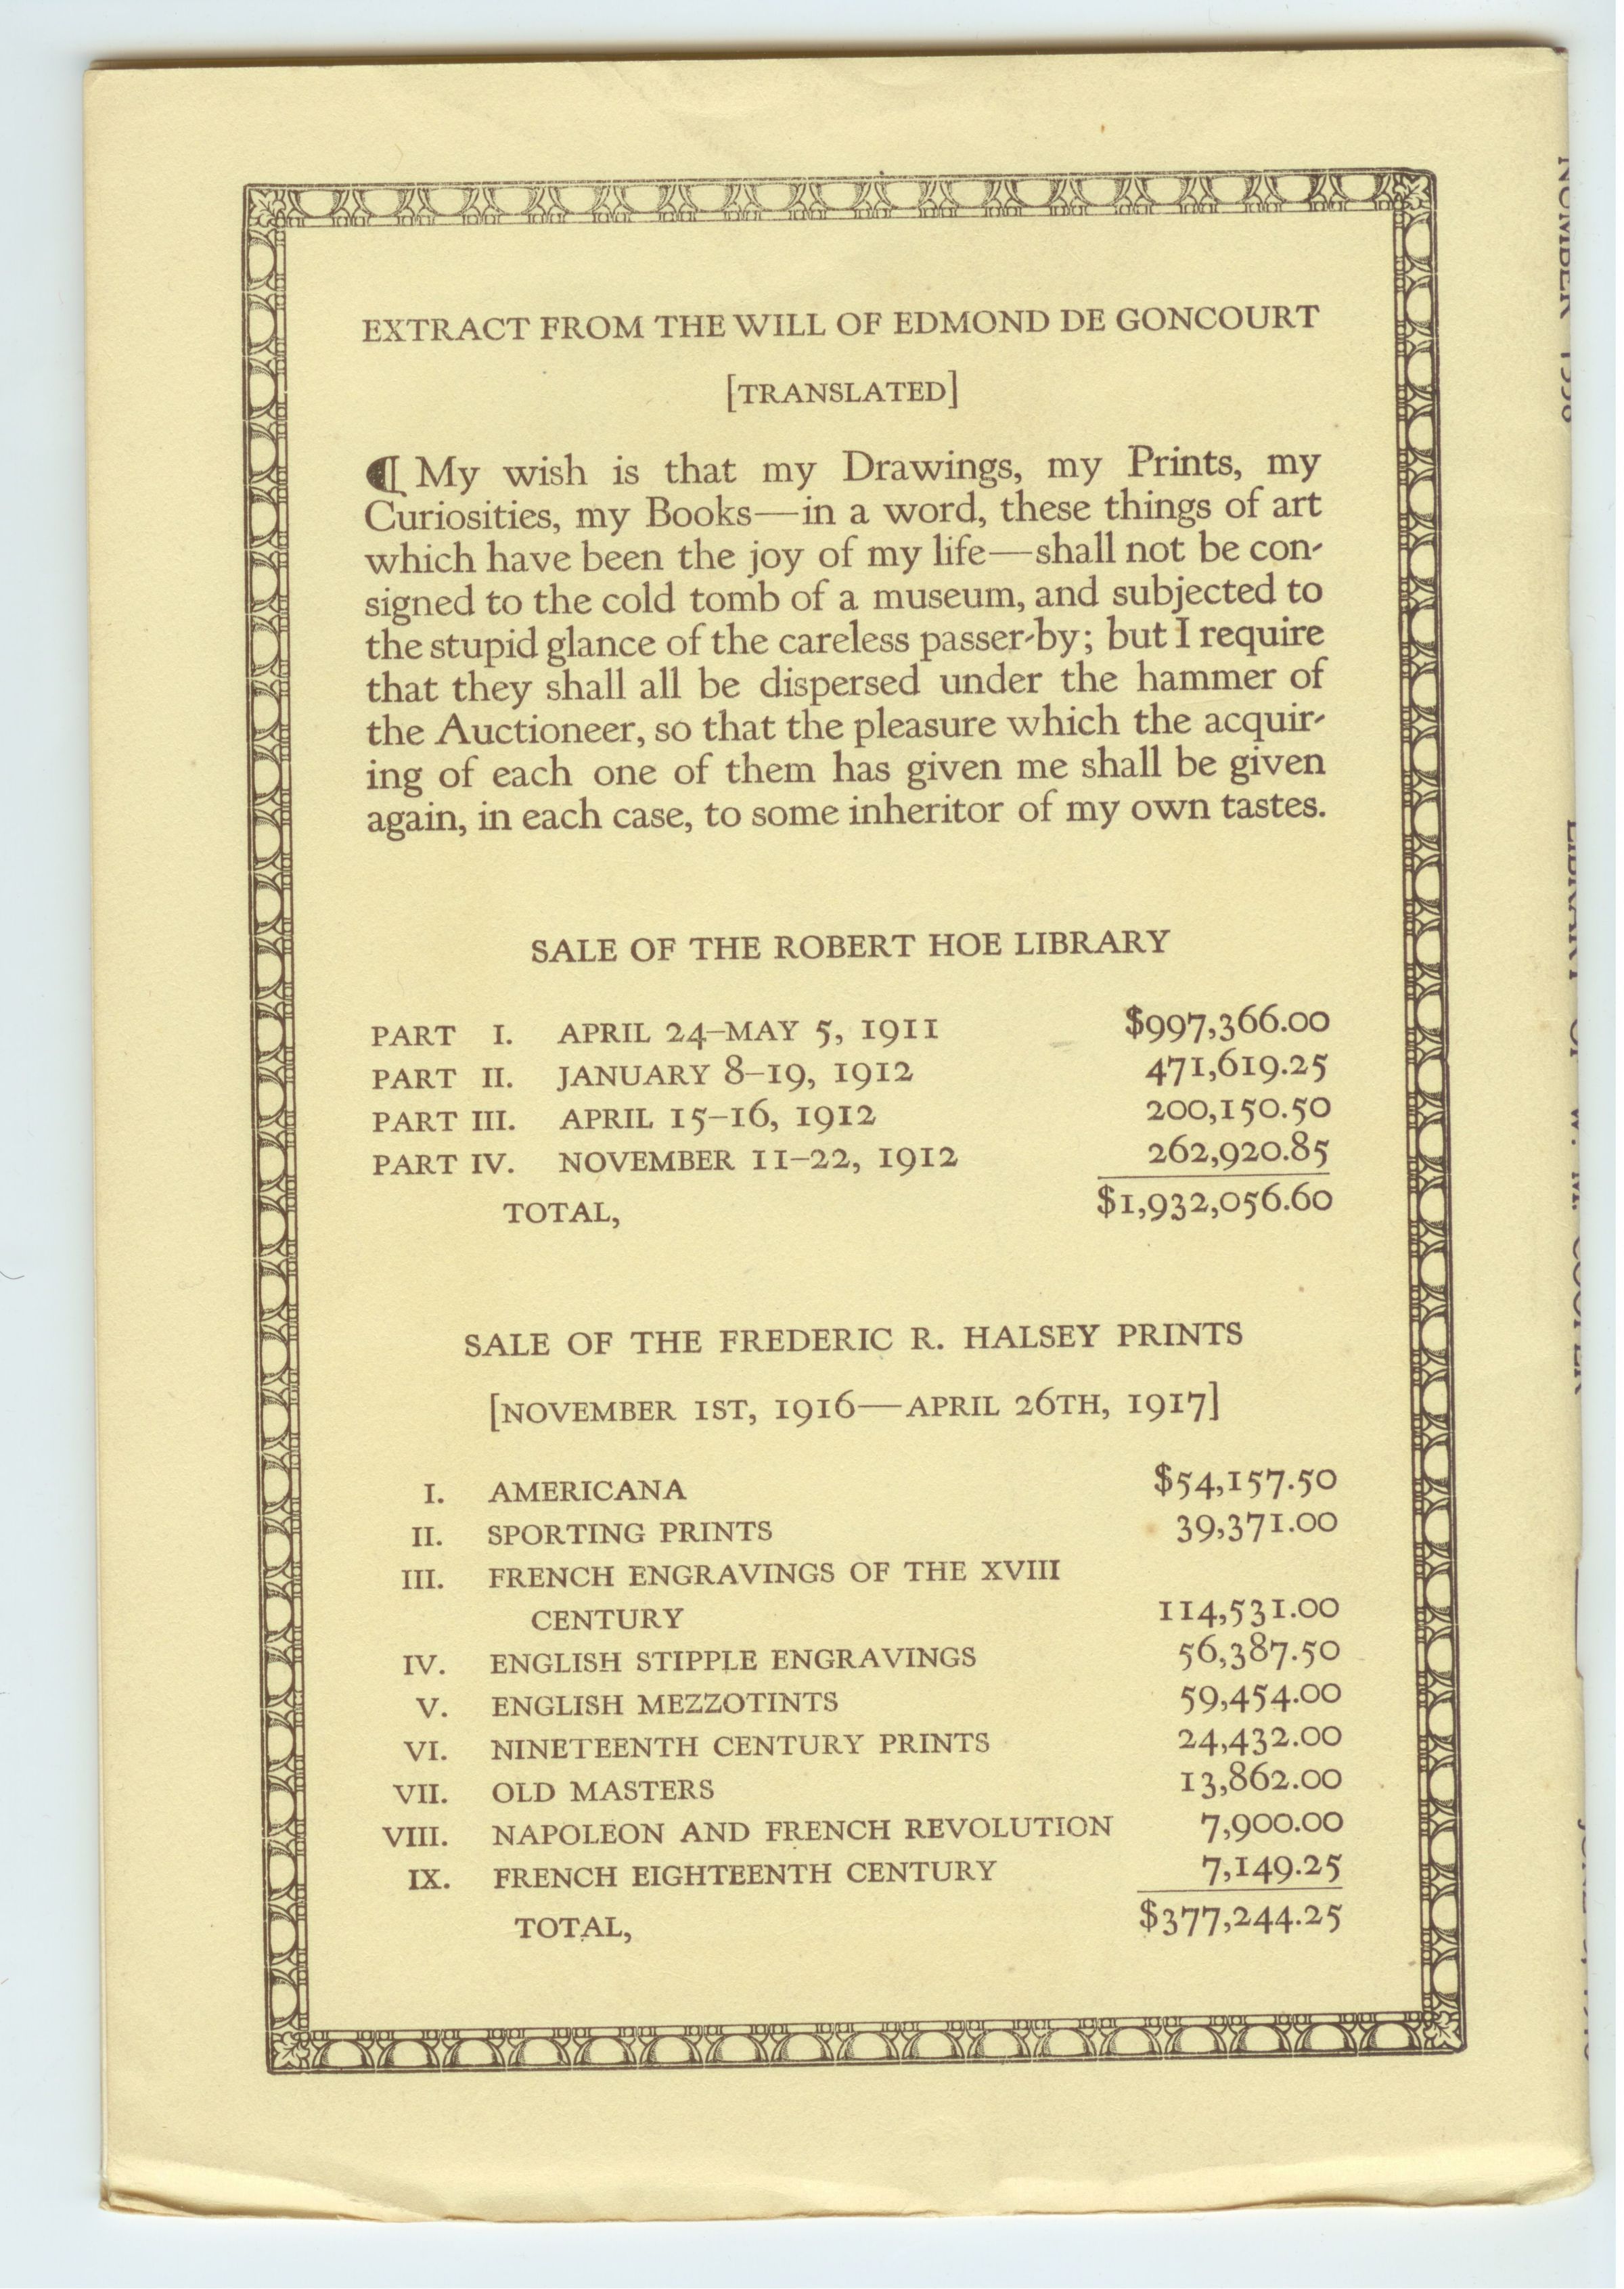 EXTRACT FROM THE WILL OF EDMOND DE GONCOURT
[TRANSLATED]
¶ My wish is that my Drawings, my Prints, my
Curiosities, my Books—in a word, these things of art
which have been the joy of my life—shall not be con-
signed to the cold tomb of a museum, and subjected to
the stupid glance of the careless passer-by; but I require
that they shall all be dispersed under the hammer of
the Auctioneer, so that the pleasure which the acquir-
ing of each one of them has given me shall be given
again, in each case, to some inheritor of my own tastes.
SALE OF THE ROBERT HOE LIBRARY
PART I. APRIL 24–MAY 5, 1911 $997,366.00
PART II. JANUARY 8–19, 1912 471,619.25
PART III. APRIL 15–16, 1912 200,150.50
PART IV. NOVEMBER 11–22, 1912 262,920.85
TOTAL, $1,932,056.60
SALE OF THE FREDERIC R. HALSEY PRINTS
[NOVEMBER 1ST, 1916—APRIL 26TH, 1917]
I. AMERICANA $54,157.50
II. SPORTING PRINTS 39,371.00
III. FRENCH ENGRAVINGS OF THE XVIII
CENTURY 114,531.00
IV. ENGLISH STIPPLE ENGRAVINGS 56,387.50
V. ENGLISH MEZZOTINTS 59,454.00
VI. NINETEENTH CENTURY PRINTS 24,432.00
VII. OLD MASTERS 13,862.00
VIII. NAPOLEON AND FRENCH REVOLUTION 7,900.00
IX. FRENCH EIGHTEENTH CENTURY 7,149.25
TOTAL, $377,244.25
NUMBER
LIBRARY OF W. W. COOPER